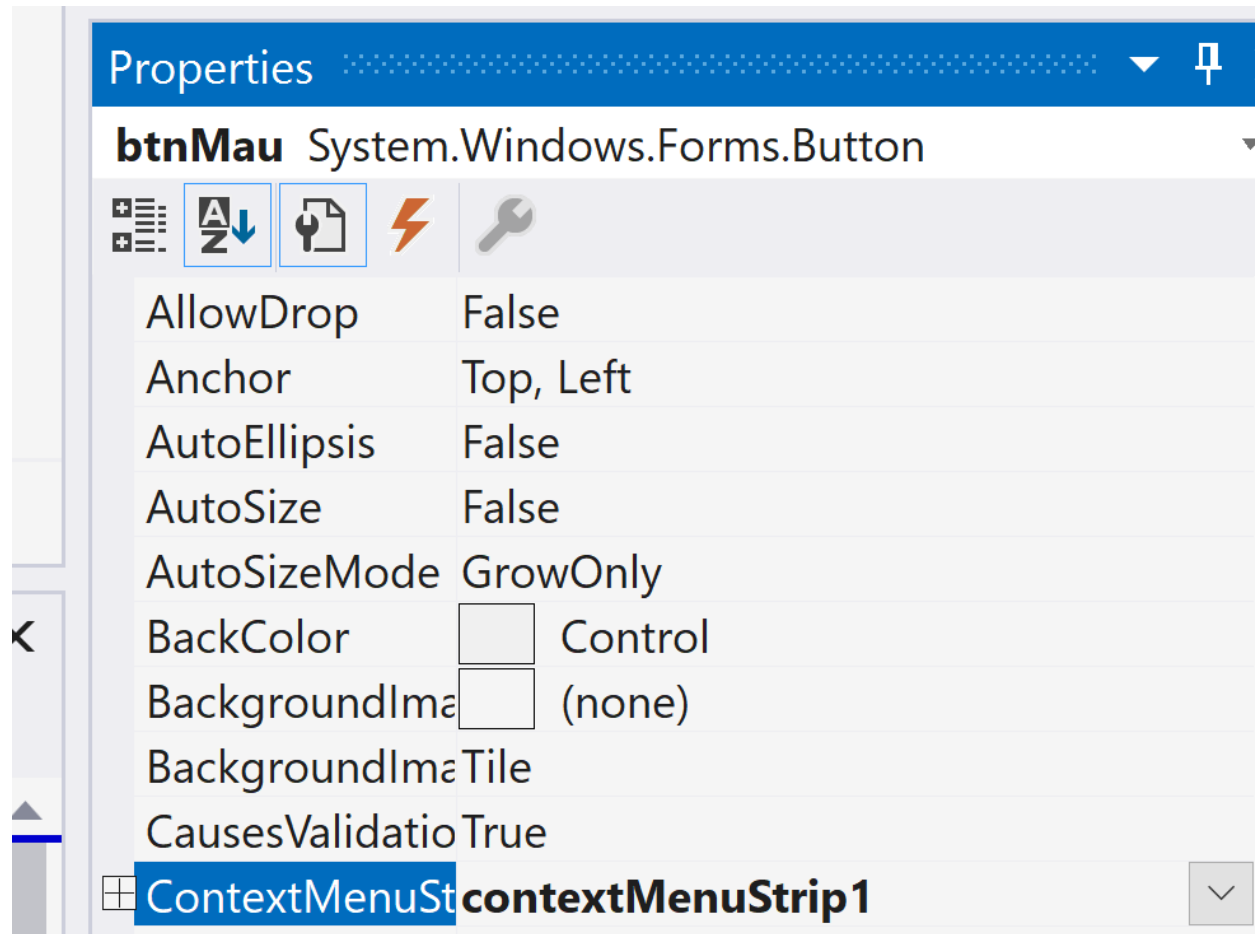 Properties
btnMau System.Windows.Forms.Button
AllowDrop False
Anchor Top, Left
AutoEllipsis False
AutoSize False
AutoSizeMode GrowOnly
BackColor Control
BackgroundIma (none)
BackgroundIma Tile
CausesValidatio True
ContextMenuSt contextMenuStrip1